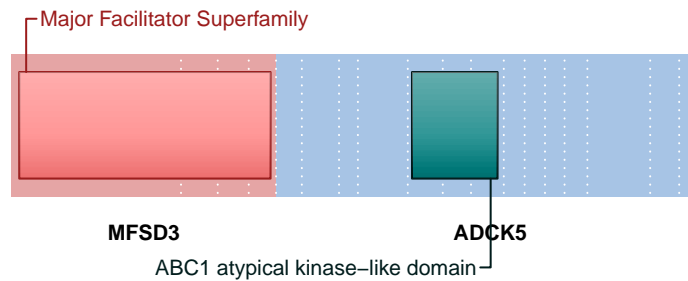 Major Facilitator Superfamily
MFSD3
ADCK5
ABC1 atypical kinase−like domain